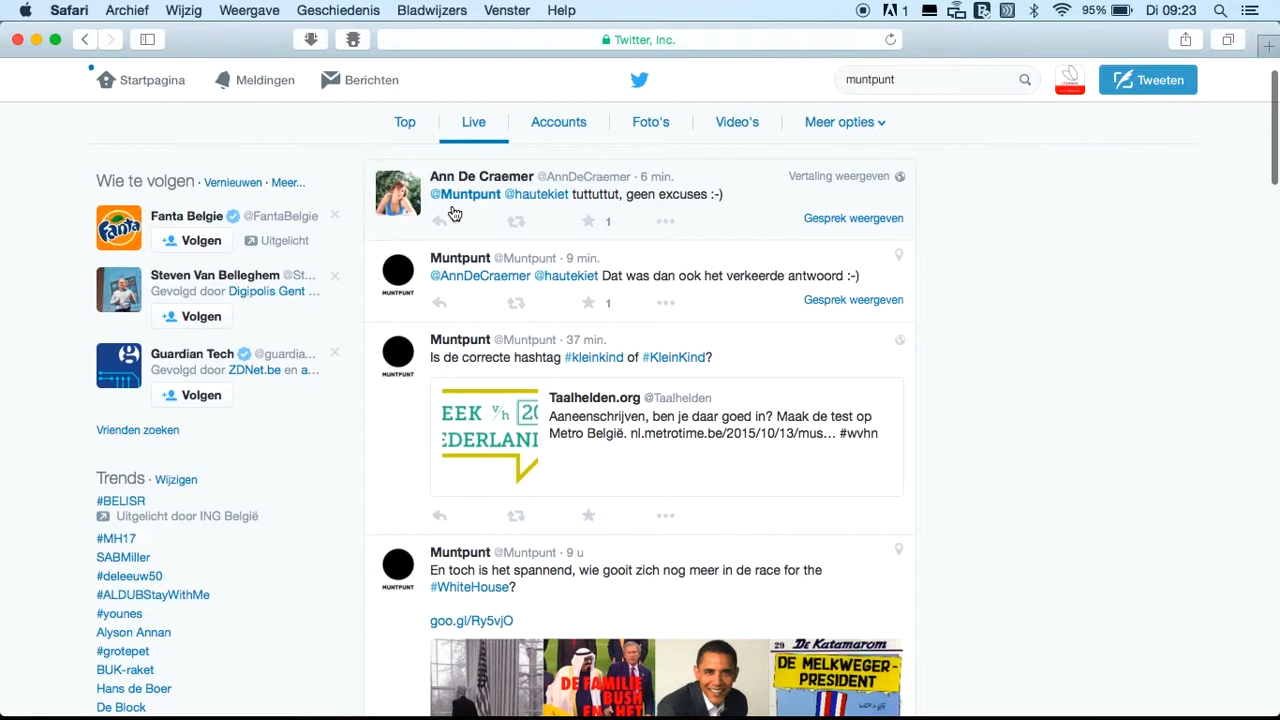 Safari Archief Wijzig Weergave Geschiedenis Bladwijzers Venster Help 1 95% Di 09:23
Twitter, Inc.
Startpagina Meldingen Berichten muntpunt Tweeten
Top Live Accounts Foto's Video's Meer opties
Wie te volgen · Vernieuwen · Meer...
Fanta Belgie @FantaBelgie
Volgen Uitgelicht
Steven Van Belleghem @St...
Gevolgd door Digipolis Gent ...
Volgen
Guardian Tech @guardia...
Gevolgd door ZDNet.be en a...
Volgen
Vrienden zoeken
Trends · Wijzigen
#BELISR
Uitgelicht door ING België
#MH17
SABMiller
#deleeuw50
#ALDUBStayWithMe
#younes
Alyson Annan
#grotepet
BUK-raket
Hans de Boer
De Block
Ann De Craemer @AnnDeCraemer · 6 min. Vertaling weergeven
@Muntpunt @hautekiet tuttuttut, geen excuses :-)
1 Gesprek weergeven
Muntpunt @Muntpunt · 9 min.
@AnnDeCraemer @hautekiet Dat was dan ook het verkeerde antwoord :-)
MUNTPUNT
1 Gesprek weergeven
Muntpunt @Muntpunt · 37 min.
Is de correcte hashtag #kleinkind of #KleinKind?
MUNTPUNT
EEK v/h 20
EDERLAN
Taalhelden.org @Taalhelden
Aaneenschrijven, ben je daar goed in? Maak de test op
Metro België. nl.metrotime.be/2015/10/13/mus... #wvhn
Muntpunt @Muntpunt · 9 u
En toch is het spannend, wie gooit zich nog meer in de race for the
#WhiteHouse?
MUNTPUNT
goo.gl/Ry5vjO
DE FAMILIE
BUSH
EN HET
29 De Katamarom
DE MELKWEGER-
PRESIDENT